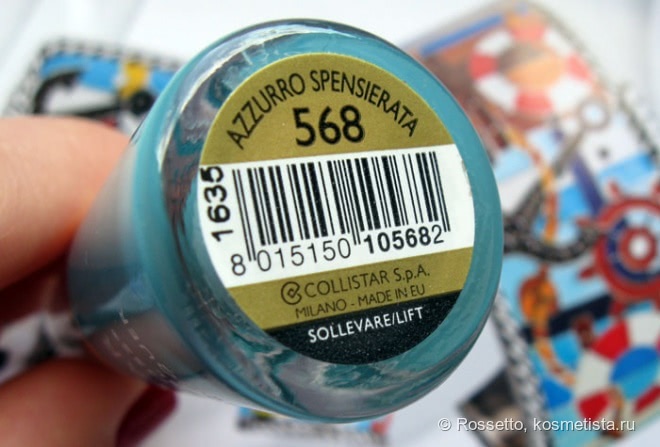 AZZURRO SPENSIERATA
568
1635
8 015150 105682
COLLISTAR S.p.A.
MILANO - MADE IN EU
SOLLEVARE/LIFT
© Rossetto, kosmetista.ru